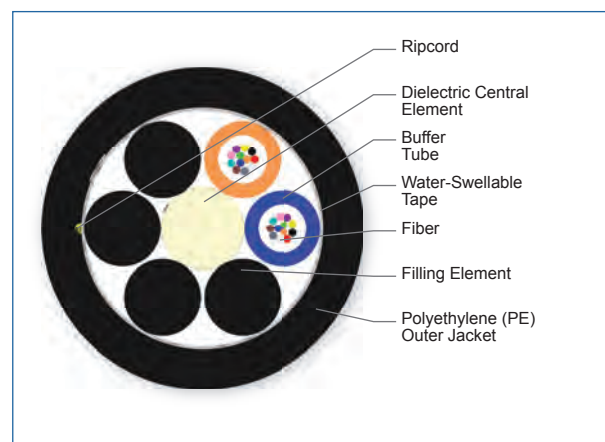 Ripcord
Dielectric Central
Element
Buffer
Tube
Water-Swellable
Tape
Fiber
Filling Element
Polyethylene (PE)
Outer Jacket